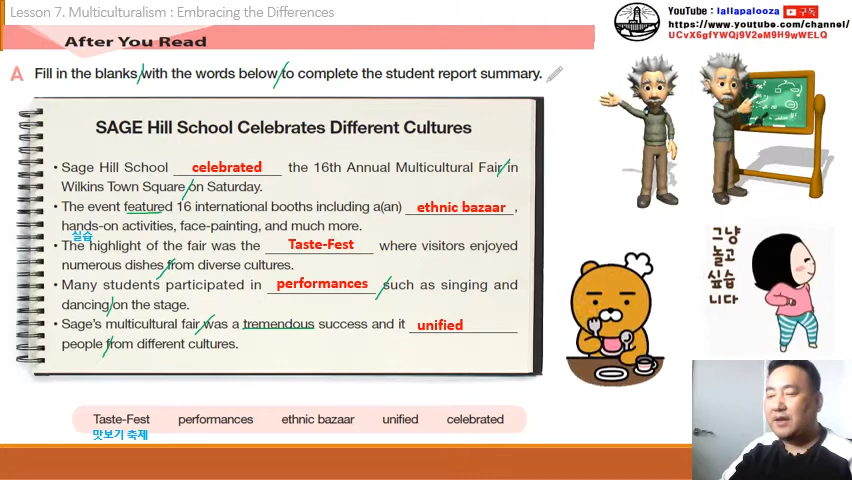 Lesson 7. Multiculturalism : Embracing the Differences
YouTube : lallapalooza 구독
https://www.youtube.com/channel/
UCvX6gfYWQj9V2eM9H9wWELQ
After You Read
A Fill in the blanks with the words below to complete the student report summary.
SAGE Hill School Celebrates Different Cultures
• Sage Hill School celebrated the 16th Annual Multicultural Fair in
Wilkins Town Square on Saturday.
• The event featured 16 international booths including a(an) ethnic bazaar,
hands-on activities, face-painting, and much more.
실습
• The highlight of the fair was the Taste-Fest where visitors enjoyed
numerous dishes from diverse cultures.
• Many students participated in performances such as singing and
dancing on the stage.
• Sage's multicultural fair was a tremendous success and it unified
people from different cultures.
그냥
놀고
싶습
니다
Taste-Fest performances ethnic bazaar unified celebrated
맛보기 축제